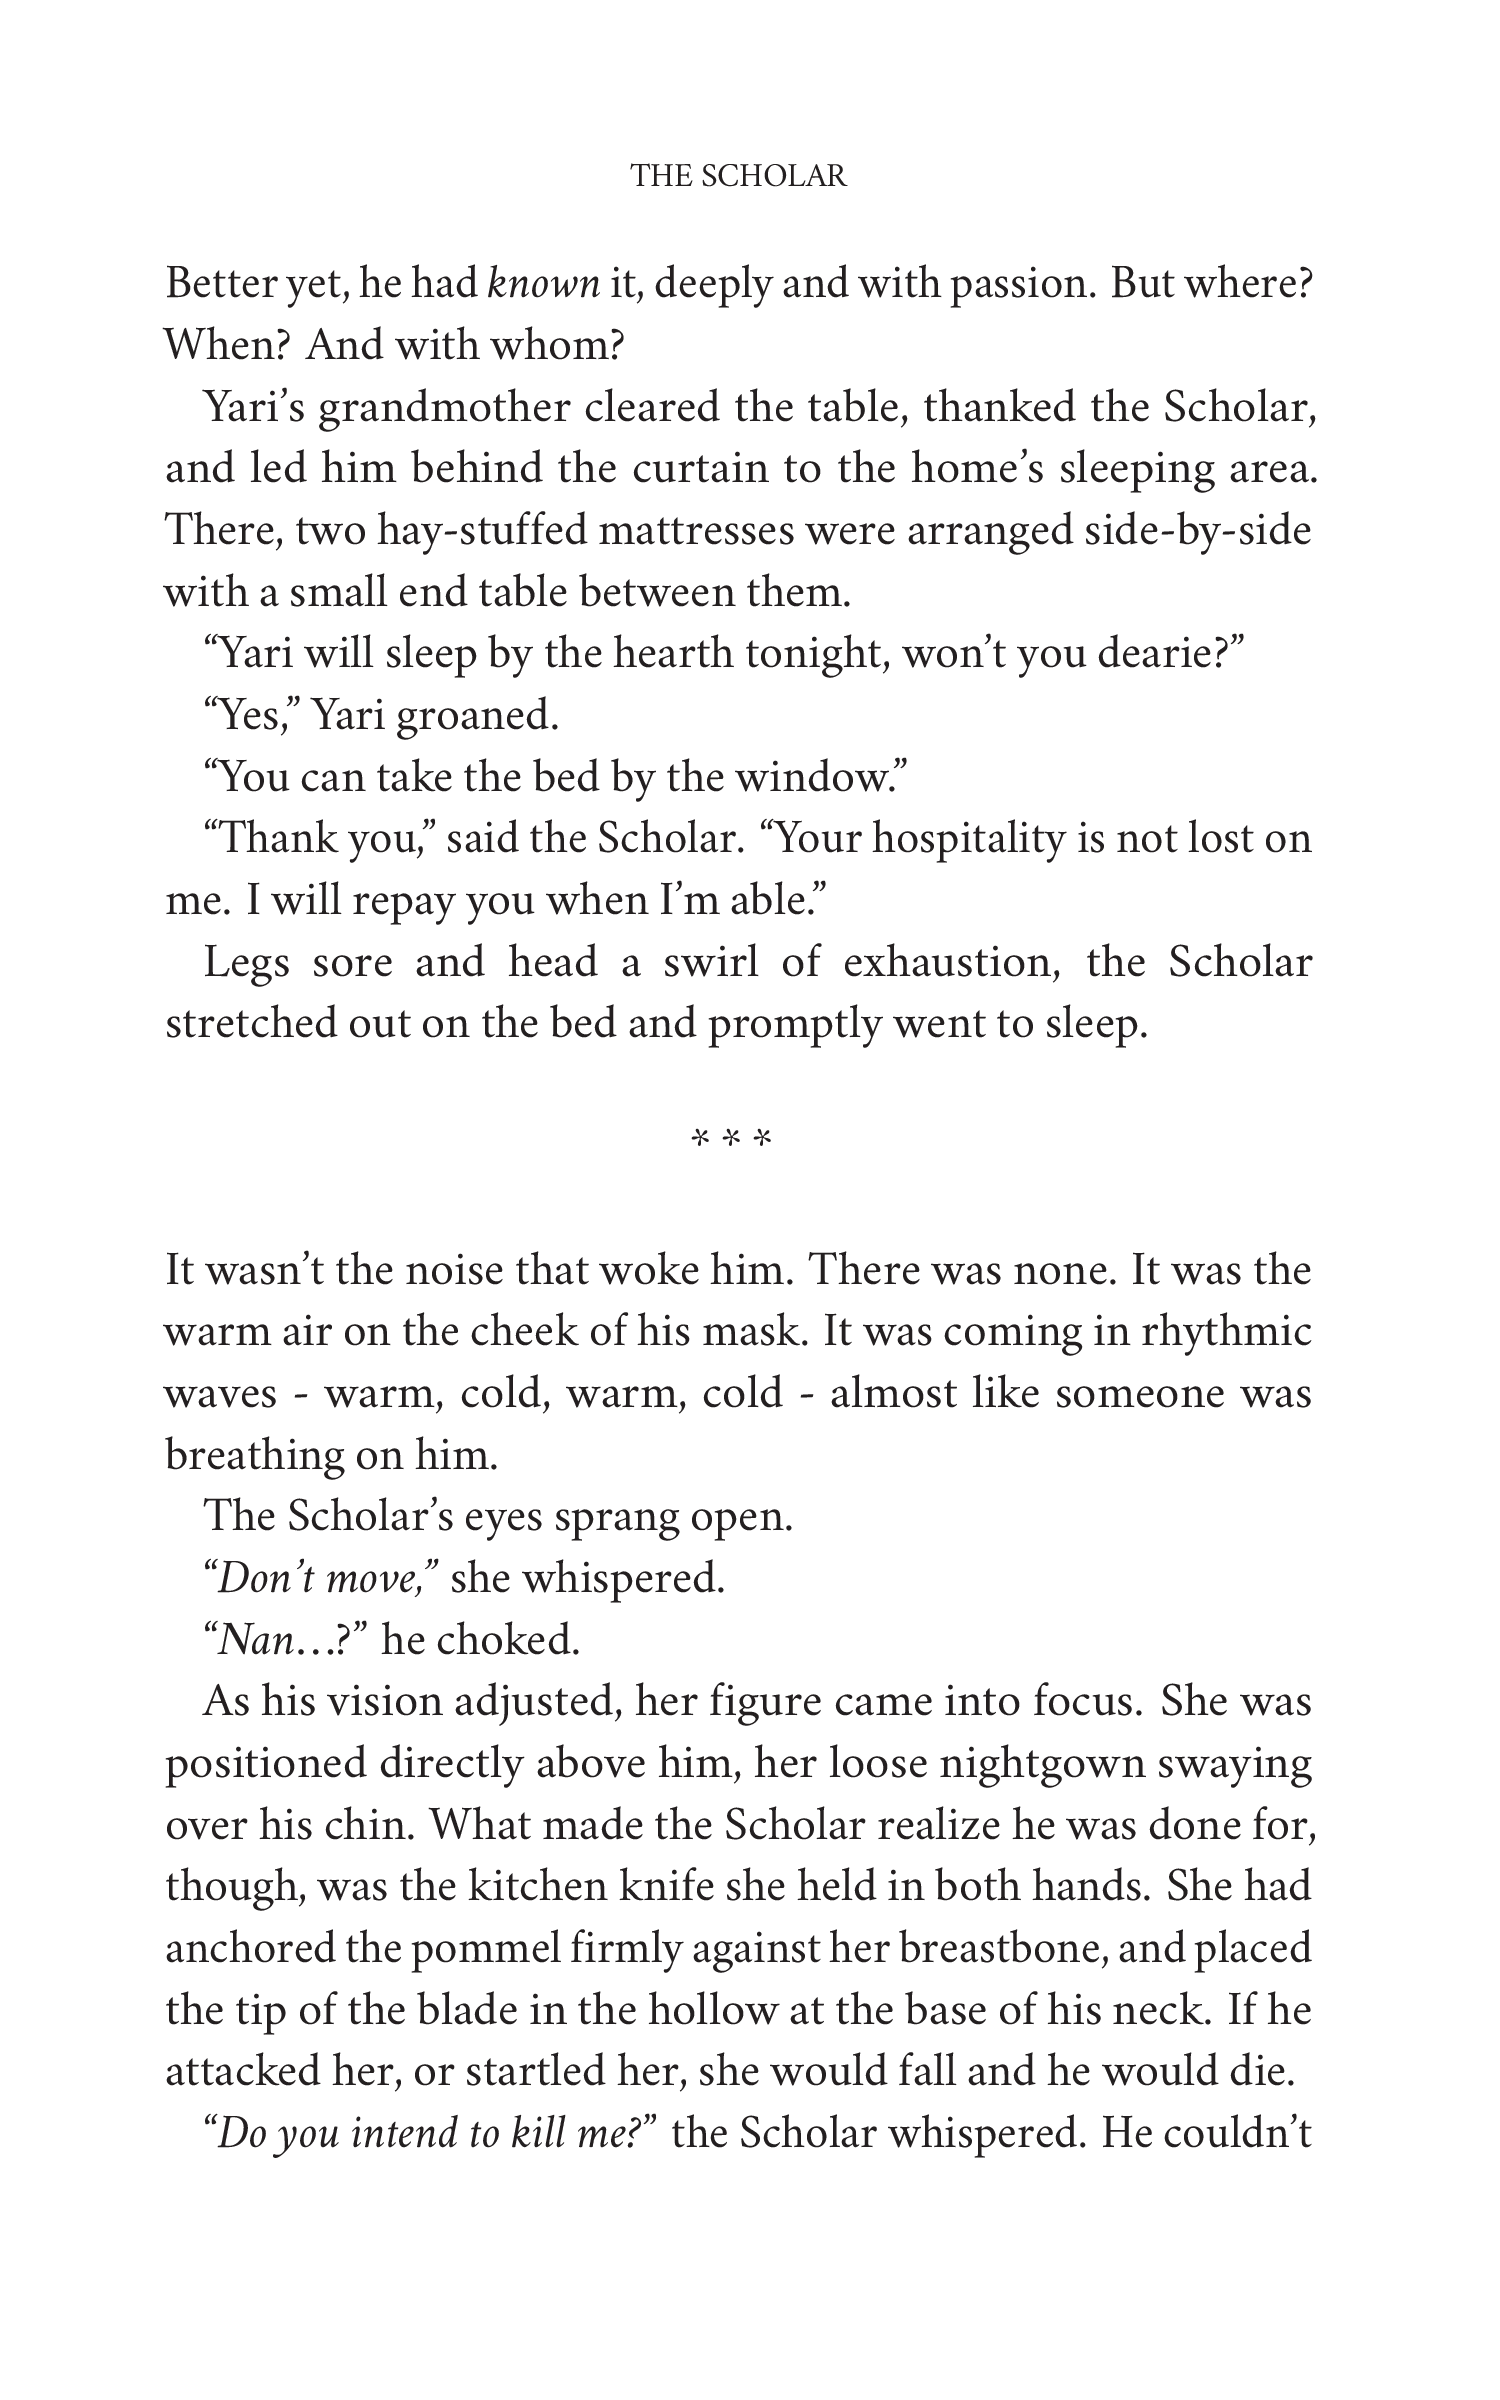 THE SCHOLAR
Better yet, he had known it, deeply and with passion. But where?
When? And with whom?
Yari’s grandmother cleared the table, thanked the Scholar,
and led him behind the curtain to the home’s sleeping area.
There, two hay-stuffed mattresses were arranged side-by-side
with a small end table between them.
“Yari will sleep by the hearth tonight, won’t you dearie?”
“Yes,” Yari groaned.
“You can take the bed by the window.”
“Thank you,” said the Scholar. “Your hospitality is not lost on
me. I will repay you when I’m able.”
Legs sore and head a swirl of exhaustion, the Scholar
stretched out on the bed and promptly went to sleep.
* * *
It wasn’t the noise that woke him. There was none. It was the
warm air on the cheek of his mask. It was coming in rhythmic
waves - warm, cold, warm, cold - almost like someone was
breathing on him.
The Scholar’s eyes sprang open.
“Don’t move,” she whispered.
“Nan…?” he choked.
As his vision adjusted, her figure came into focus. She was
positioned directly above him, her loose nightgown swaying
over his chin. What made the Scholar realize he was done for,
though, was the kitchen knife she held in both hands. She had
anchored the pommel firmly against her breastbone, and placed
the tip of the blade in the hollow at the base of his neck. If he
attacked her, or startled her, she would fall and he would die.
“Do you intend to kill me?” the Scholar whispered. He couldn’t